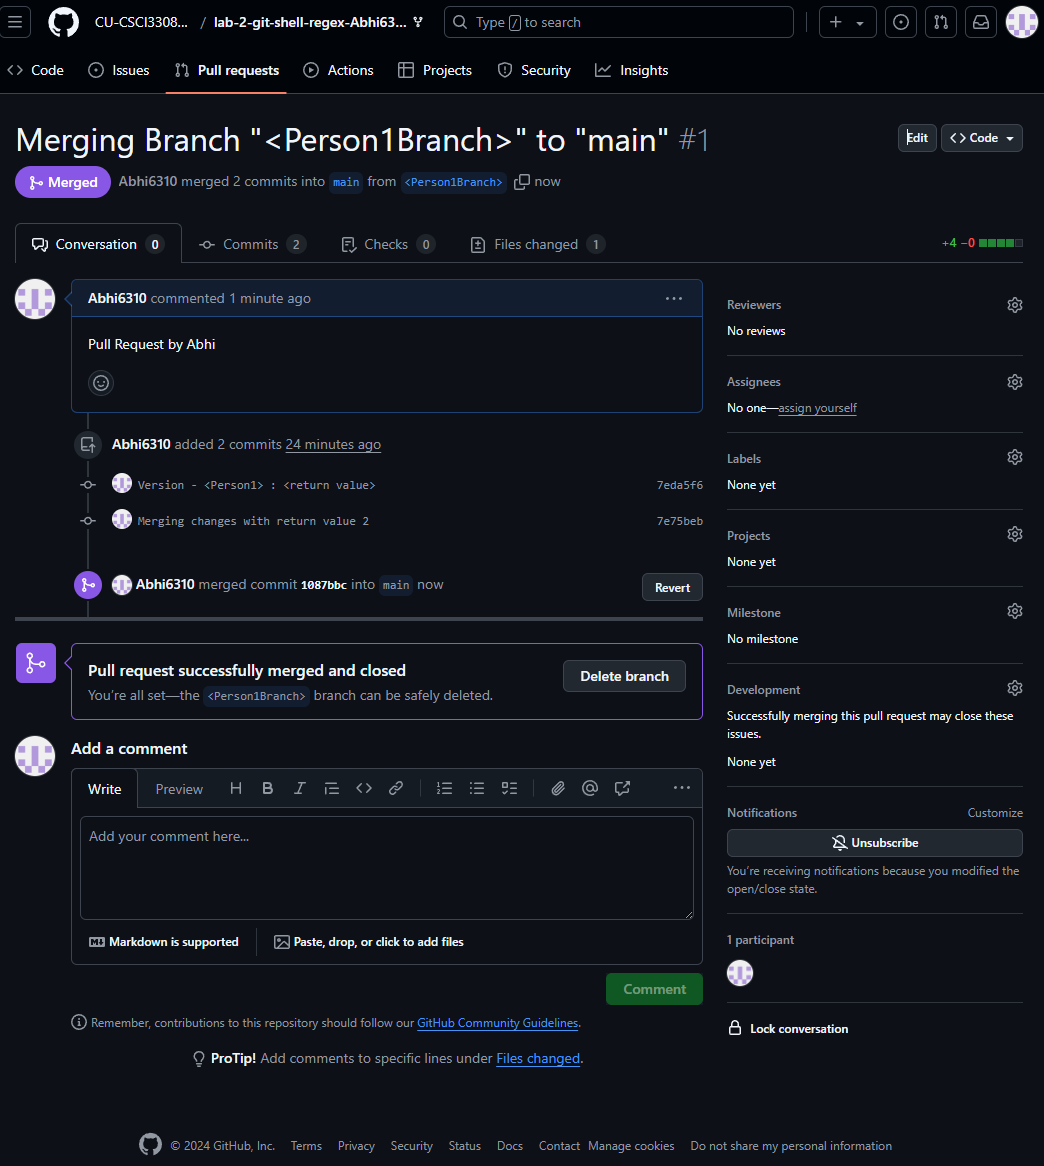 CU-CSCI3308... / lab-2-git-shell-regex-Abhi63... Type / to search
Code Issues Pull requests Actions Projects Security Insights
Merging Branch "<Person1Branch>" to "main" #1
Edit <> Code
Merged Abhi6310 merged 2 commits into main from <Person1Branch> now
Conversation 0 Commits 2 Checks 0 Files changed 1
+4 −0
Abhi6310 commented 1 minute ago
Pull Request by Abhi
Abhi6310 added 2 commits 24 minutes ago
Version - <Person1> : <return value> 7eda5f6
Merging changes with return value 2 7e75beb
Abhi6310 merged commit 1087bbc into main now
Revert
Pull request successfully merged and closed
You're all set—the <Person1Branch> branch can be safely deleted.
Delete branch
Add a comment
Write Preview H B I
Add your comment here...
Markdown is supported Paste, drop, or click to add files
Comment
Remember, contributions to this repository should follow our GitHub Community Guidelines.
ProTip! Add comments to specific lines under Files changed.
Reviewers
No reviews
Assignees
No one—assign yourself
Labels
None yet
Projects
None yet
Milestone
No milestone
Development
Successfully merging this pull request may close these
issues.
None yet
Notifications Customize
Unsubscribe
You're receiving notifications because you modified the
open/close state.
1 participant
Lock conversation
© 2024 GitHub, Inc. Terms Privacy Security Status Docs Contact Manage cookies Do not share my personal information